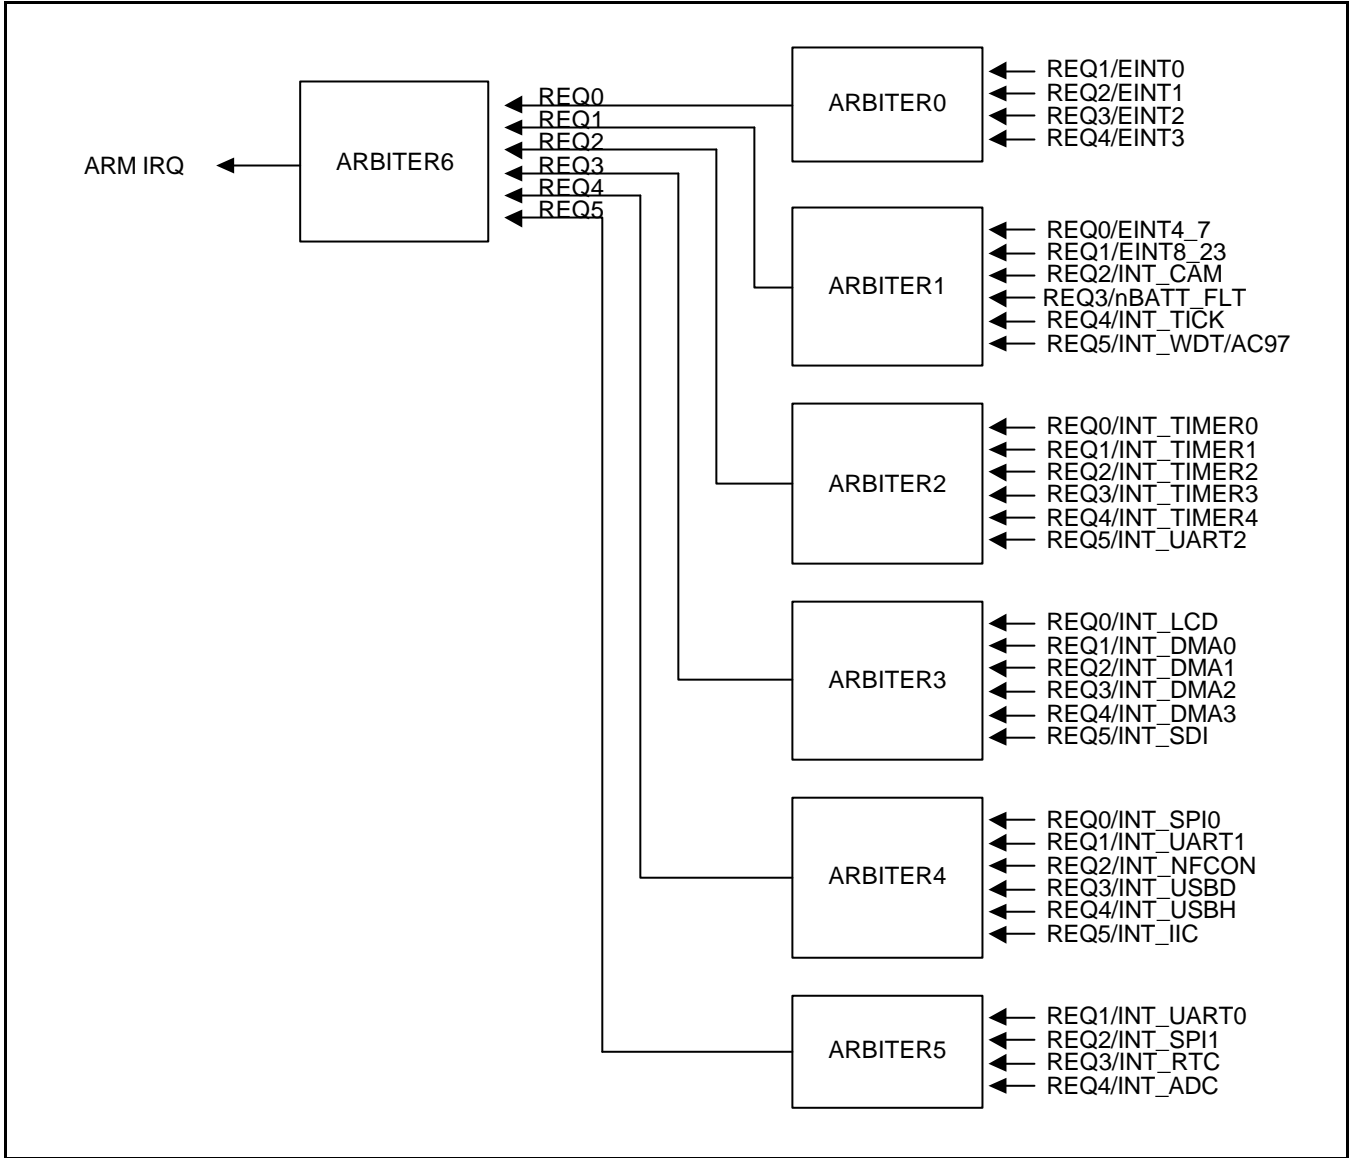 ARM IRQ
ARBITER6
REQ0
REQ1
REQ2
REQ3
REQ4
REQ5
ARBITER0
REQ1/EINT0
REQ2/EINT1
REQ3/EINT2
REQ4/EINT3
ARBITER1
REQ0/EINT4_7
REQ1/EINT8_23
REQ2/INT_CAM
REQ3/nBATT_FLT
REQ4/INT_TICK
REQ5/INT_WDT/AC97
ARBITER2
REQ0/INT_TIMER0
REQ1/INT_TIMER1
REQ2/INT_TIMER2
REQ3/INT_TIMER3
REQ4/INT_TIMER4
REQ5/INT_UART2
ARBITER3
REQ0/INT_LCD
REQ1/INT_DMA0
REQ2/INT_DMA1
REQ3/INT_DMA2
REQ4/INT_DMA3
REQ5/INT_SDI
ARBITER4
REQ0/INT_SPI0
REQ1/INT_UART1
REQ2/INT_NFCON
REQ3/INT_USBD
REQ4/INT_USBH
REQ5/INT_IIC
ARBITER5
REQ1/INT_UART0
REQ2/INT_SPI1
REQ3/INT_RTC
REQ4/INT_ADC